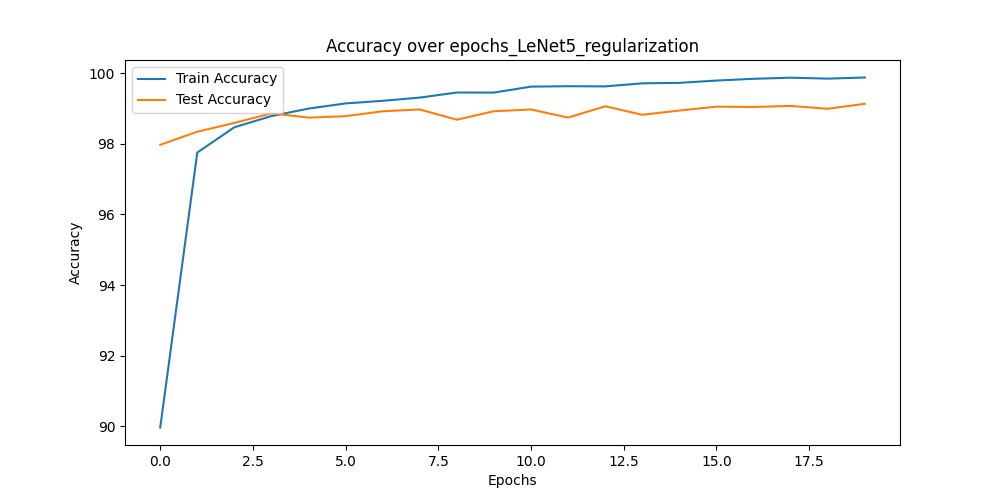 Accuracy over epochs_LeNet5_regularization
Train Accuracy
Test Accuracy
Accuracy
100
98
96
94
92
90
0.0 2.5 5.0 7.5 10.0 12.5 15.0 17.5
Epochs